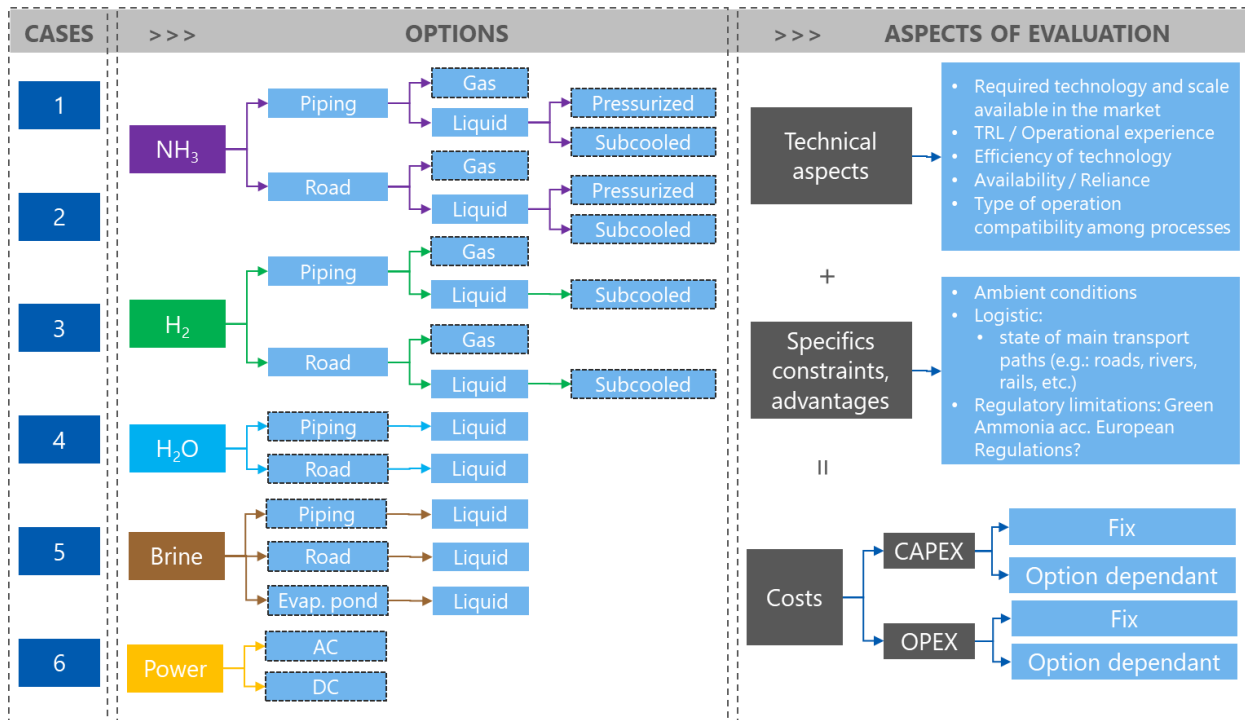 CASES
> > >
OPTIONS
> > >
ASPECTS OF EVALUATION
1
2
3
4
5
6
NH₃
Piping
Gas
Liquid
Pressurized
Subcooled
Road
Gas
Liquid
Pressurized
Subcooled
H₂
Piping
Gas
Liquid
Subcooled
Road
Gas
Liquid
Subcooled
H₂O
Piping
Liquid
Road
Liquid
Brine
Piping
Liquid
Road
Liquid
Evap. pond
Liquid
Power
AC
DC
Technical
aspects
• Required technology and scale
available in the market
• TRL / Operational experience
• Efficiency of technology
• Availability / Reliance
• Type of operation
compatibility among processes
+
Specifics
constraints,
advantages
• Ambient conditions
• Logistic:
• state of main transport
paths (e.g.: roads, rivers,
rails, etc.)
• Regulatory limitations: Green
Ammonia acc. European
Regulations?
=
Costs
CAPEX
Fix
Option dependant
OPEX
Fix
Option dependant